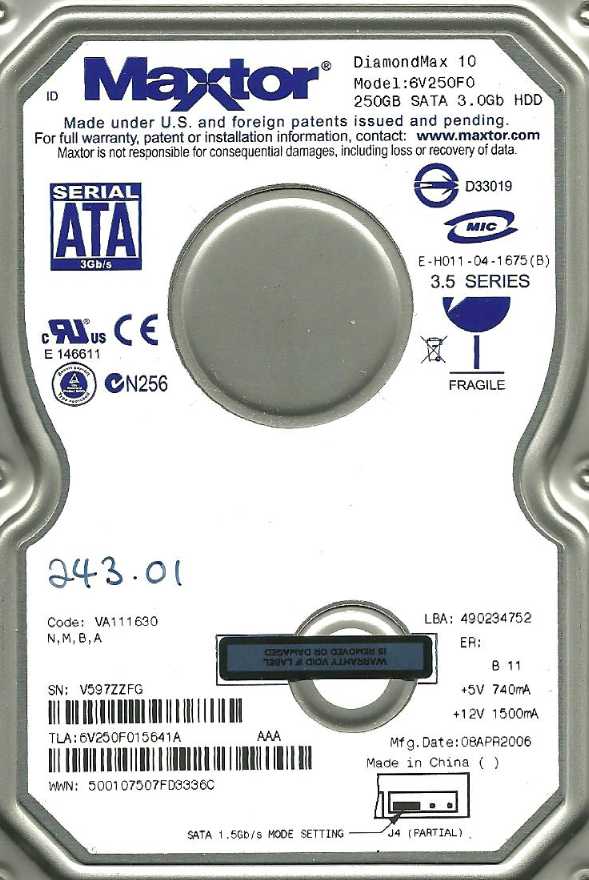 Maxtor®
ID
DiamondMax 10
Model:6V250F0
250GB SATA 3.0Gb HDD
Made under U.S. and foreign patents issued and pending.
For full warranty, patent or installation information, contact: www.maxtor.com
Maxtor is not responsible for consequential damages, including loss or recovery of data.
SERIAL
ATA
3Gb/s
D33019
MIC
E-H011-04-1675(B)
3.5 SERIES
c RU® US CE
E 146611
N256
FRAGILE
243.01
Code: VA111630
N,M,B,A
LBA: 490234752
ER:
B 11
WARRANTY VOID IF LABEL
IS REMOVED OR DAMAGED
+5V 740mA
+12V 1500mA
SN: V597ZZFG
TLA:6V250F015641A AAA
Mfg.Date:08APR2006
Made in China ( )
WWN: 500107507FD3336C
SATA 1.5Gb/s MODE SETTING
J4 (PARTIAL)